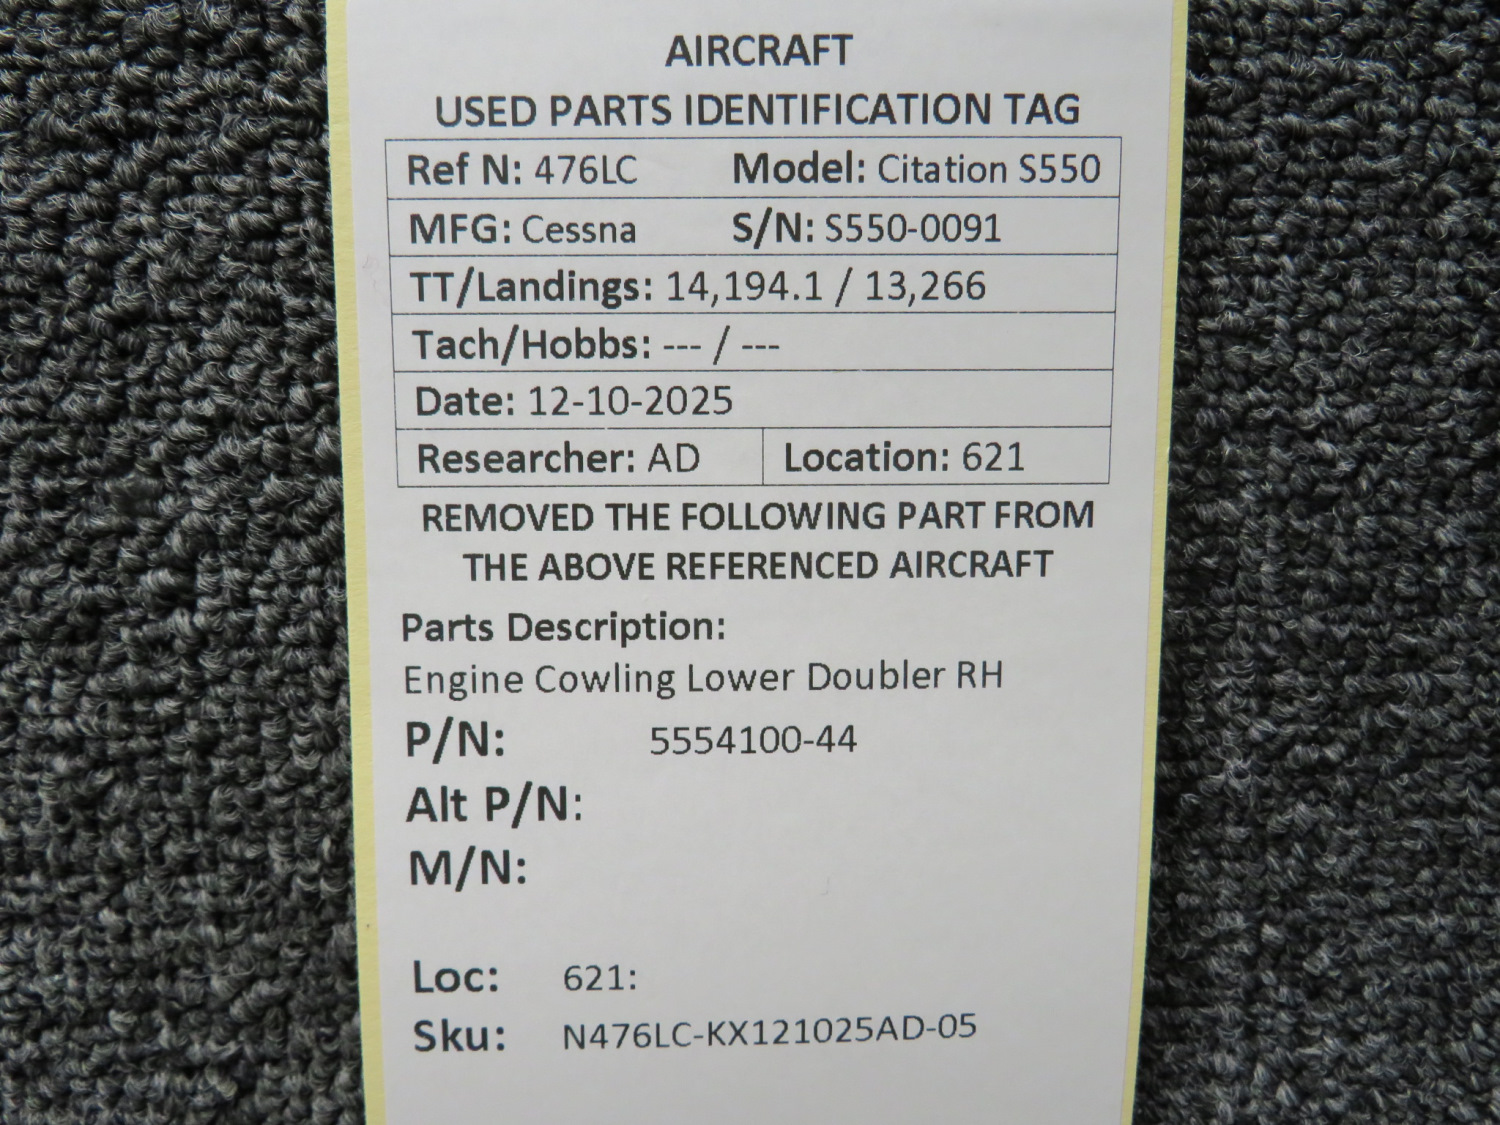 AIRCRAFT
USED PARTS IDENTIFICATION TAG
Ref N: 476LC Model: Citation S550
MFG: Cessna S/N: S550-0091
TT/Landings: 14,194.1 / 13,266
Tach/Hobbs: --- / ---
Date: 12-10-2025
Researcher: AD Location: 621
REMOVED THE FOLLOWING PART FROM
THE ABOVE REFERENCED AIRCRAFT
Parts Description:
Engine Cowling Lower Doubler RH
P/N: 5554100-44
Alt P/N:
M/N:
Loc: 621:
Sku: N476LC-KX121025AD-05